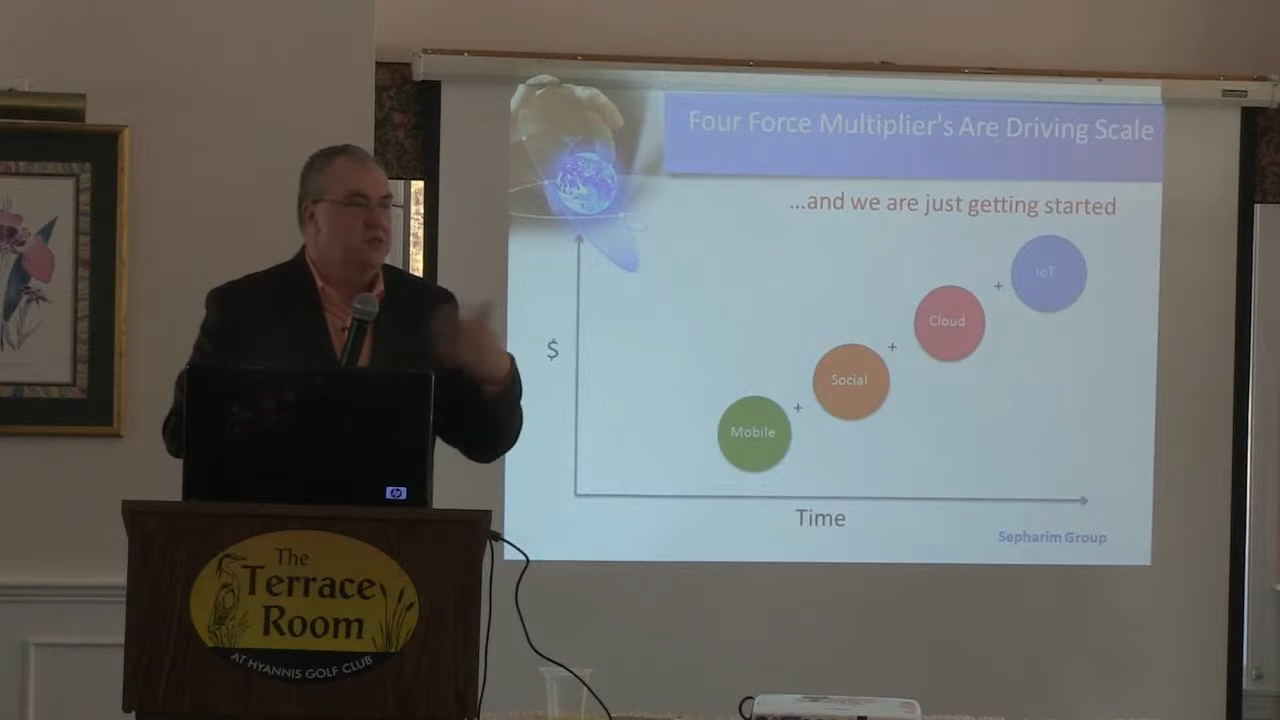 Four Force Multiplier's Are Driving Scale
...and we are just getting started
IoT
+
Cloud
+
Social
+
Mobile
$
Time
Sepharim Group
hp
The
Terrace
Room
AT HYANNIS GOLF CLUB